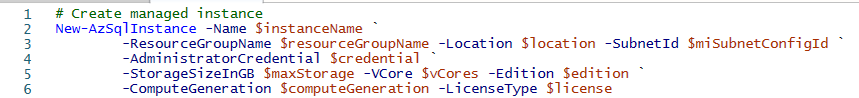 1 # Create managed instance
2 New-AzSqlInstance -Name $instanceName `
3 -ResourceGroupName $resourceGroupName -Location $location -SubnetId $miSubnetConfigId `
4 -AdministratorCredential $credential `
5 -StorageSizeInGB $maxStorage -VCore $vCores -Edition $edition `
6 -ComputeGeneration $computeGeneration -LicenseType $license